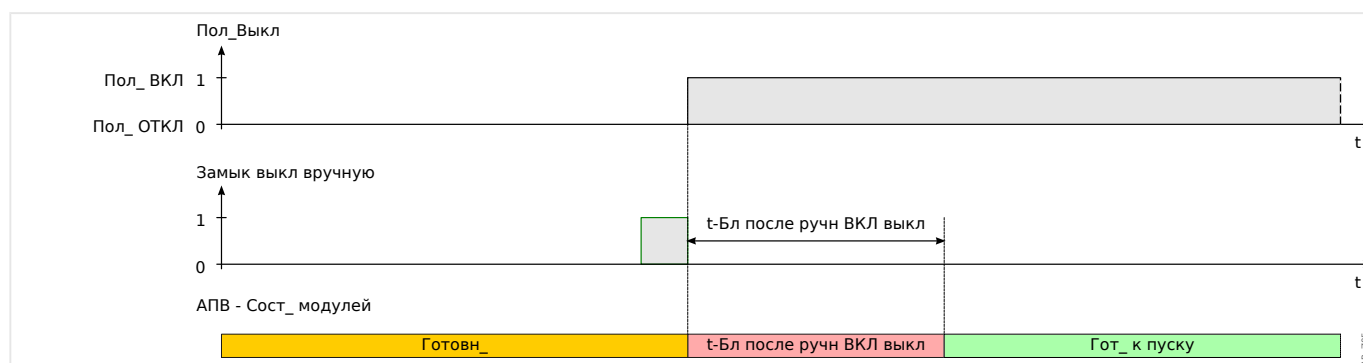 Пол_Выкл
Пол_ ВКЛ 1
Пол_ ОТКЛ 0
t
Замык выкл вручную
1
t-Бл после ручн ВКЛ выкл
0
t
АПВ - Сост_ модулей
Готовн_ t-Бл после ручн ВКЛ выкл Гот_ к пуску